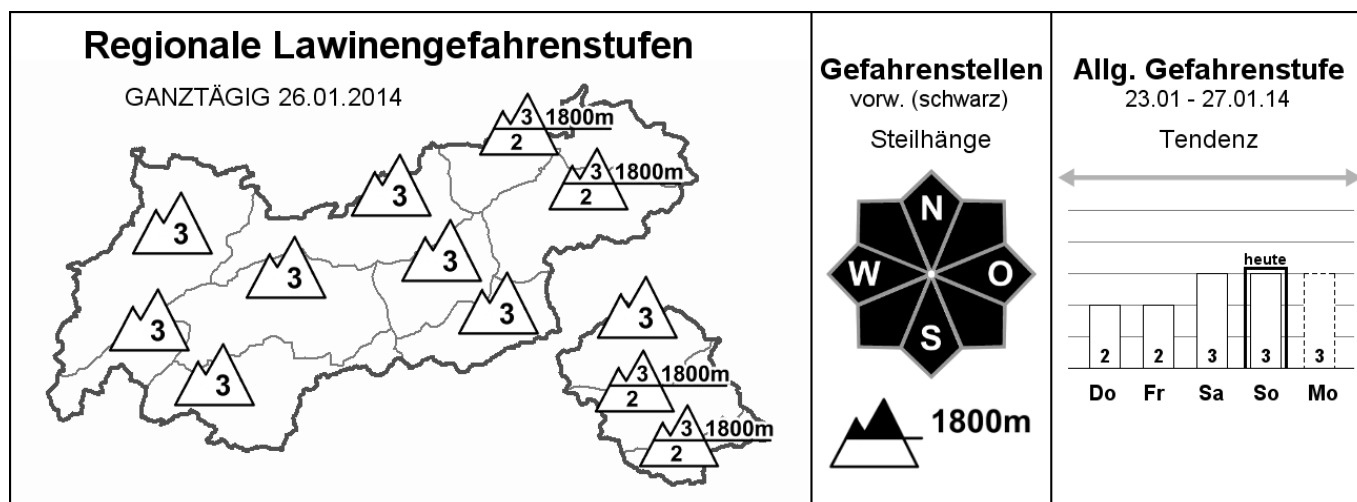 Regionale Lawinengefahrenstufen
GANZTÄGIG 26.01.2014
3 1800m
2
3 1800m
2
3
3
3
3
3
3
3
3
3 1800m
2
3 1800m
2
Gefahrenstellen
vorw. (schwarz)
Steilhänge
N
W O
S
1800m
Allg. Gefahrenstufe
23.01 - 27.01.14
Tendenz
heute
2 2 3 3 3
Do Fr Sa So Mo